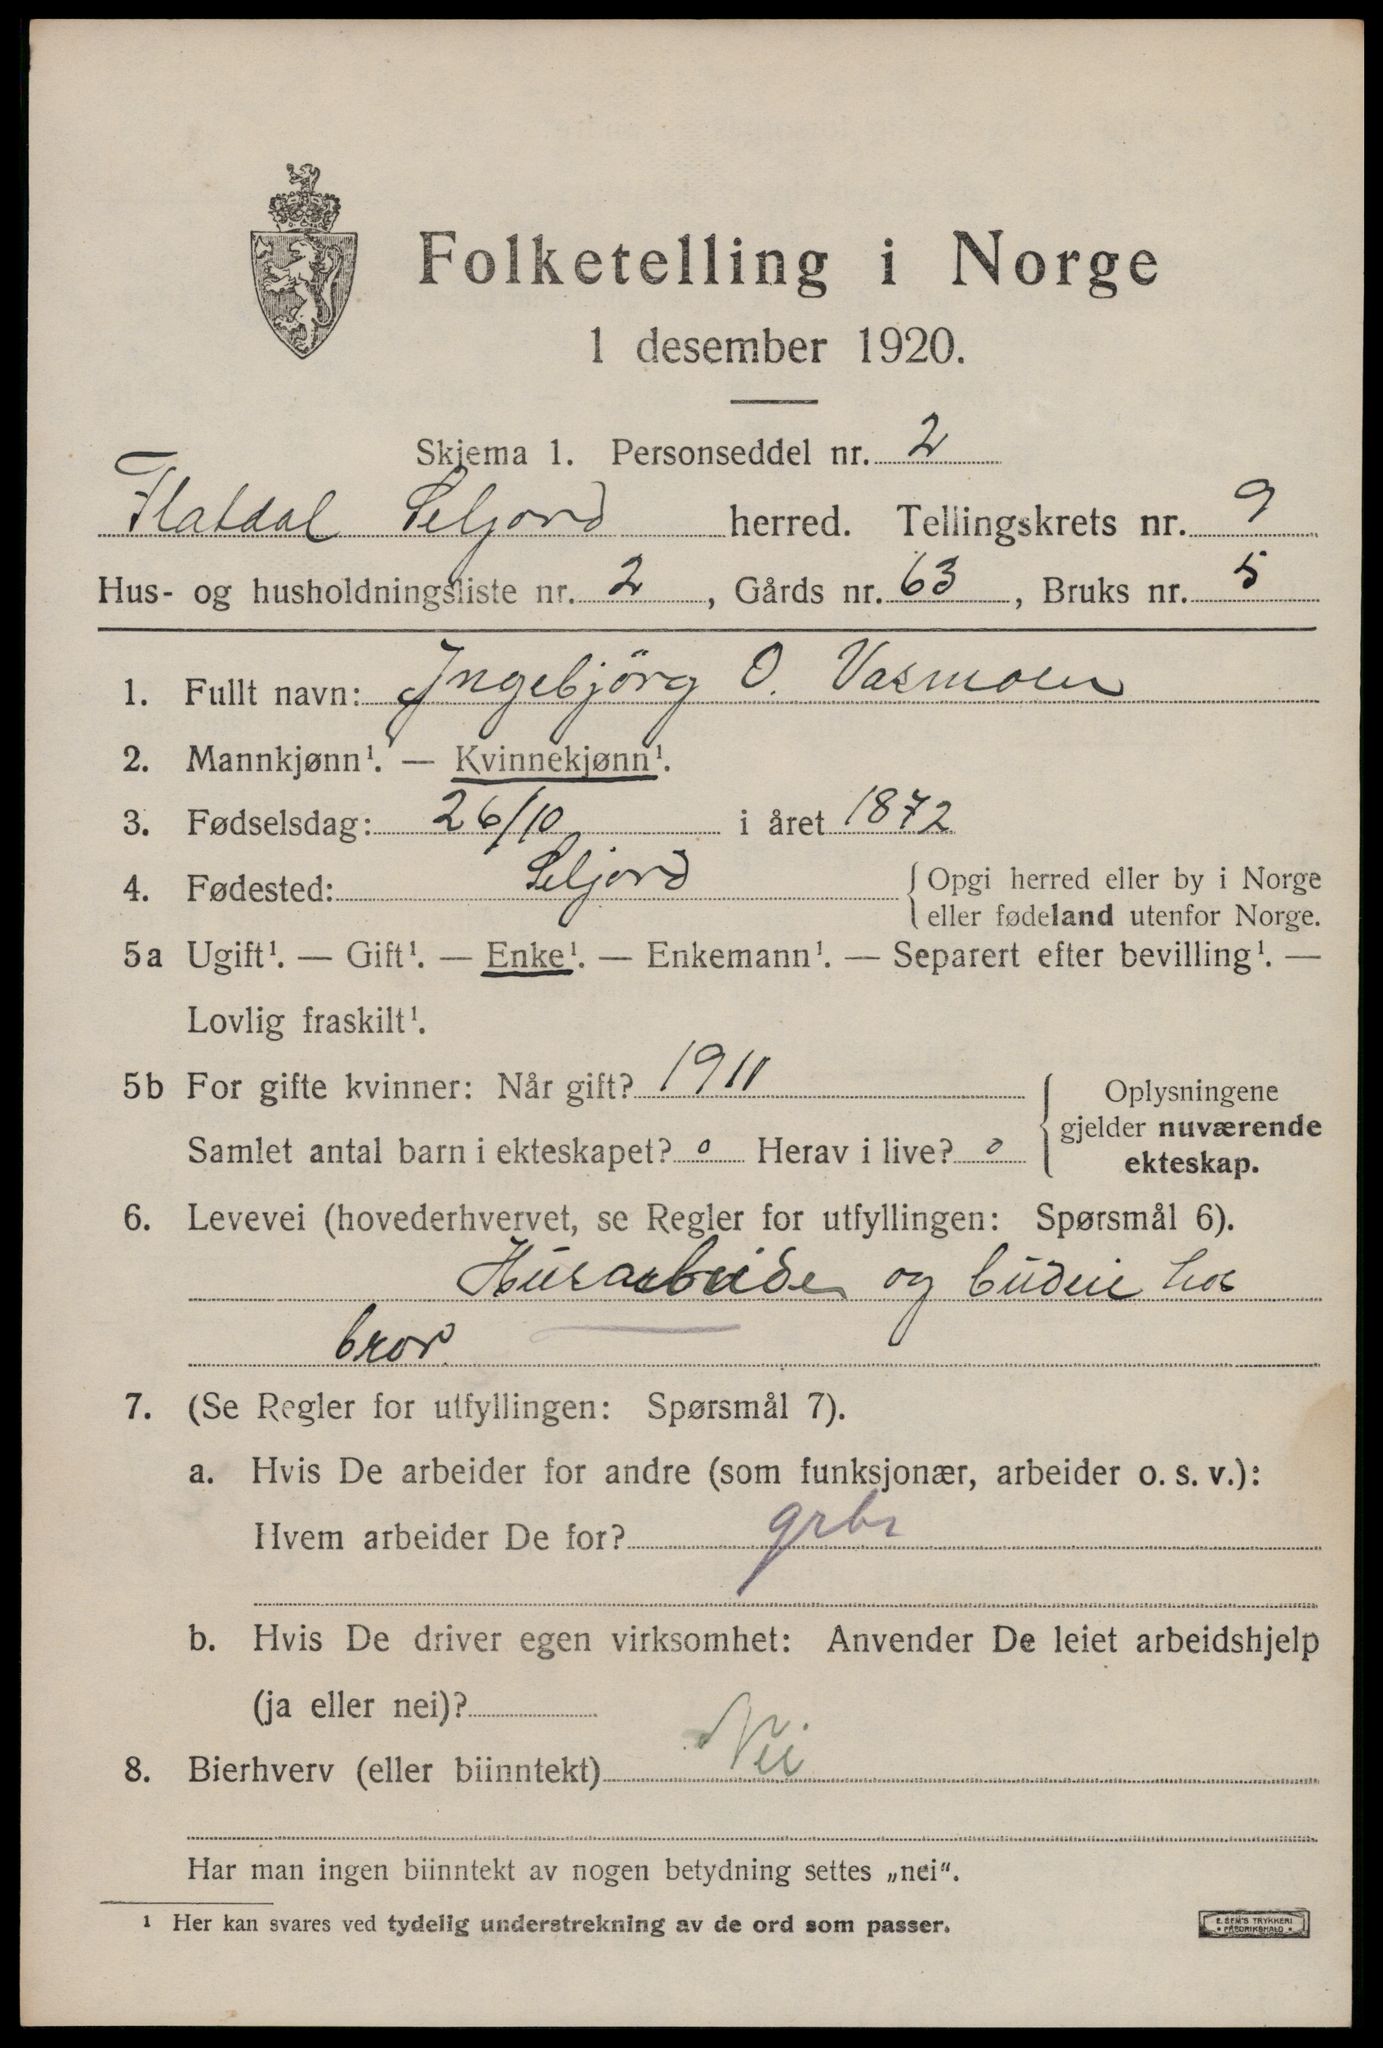 Folketelling i Norge
1 desember 1920.
Skjema 1. Personseddel nr. 2
Flatdal Seljord herred. Tellingskrets nr. 9
Hus- og husholdningsliste nr. 2, Gårds nr. 63, Bruks nr. 5
1. Fullt navn: Ingebjörg O. Vasmoen
2. Mannkjønn¹. — Kvinnekjønn¹.
3. Fødselsdag: 26/10 i året 1872
4. Fødested: Seljord { Opgi herred eller by i Norge
eller fødeland utenfor Norge.
5a Ugift¹. — Gift¹. — Enke¹. — Enkemann¹. — Separert efter bevilling¹. —
Lovlig fraskilt¹.
5b For gifte kvinner: Når gift? 1911
Samlet antal barn i ekteskapet? 0 Herav i live? 0
{ Oplysningene
gjelder nuværende
ekteskap.
6. Levevei (hovederhvervet, se Regler for utfyllingen: Spørsmål 6).
Husarbeide og budeie hos
bror
7. (Se Regler for utfyllingen: Spørsmål 7).
a. Hvis De arbeider for andre (som funksjonær, arbeider o. s. v.):
Hvem arbeider De for? grbr
b. Hvis De driver egen virksomhet: Anvender De leiet arbeidshjelp
(ja eller nei)?
8. Bierhverv (eller biinntekt) Nei
Har man ingen biinntekt av nogen betydning settes „nei“.
¹ Her kan svares ved tydelig understrekning av de ord som passer.
E. SEM'S TRYKKERI
• FREDRIKSHALD •